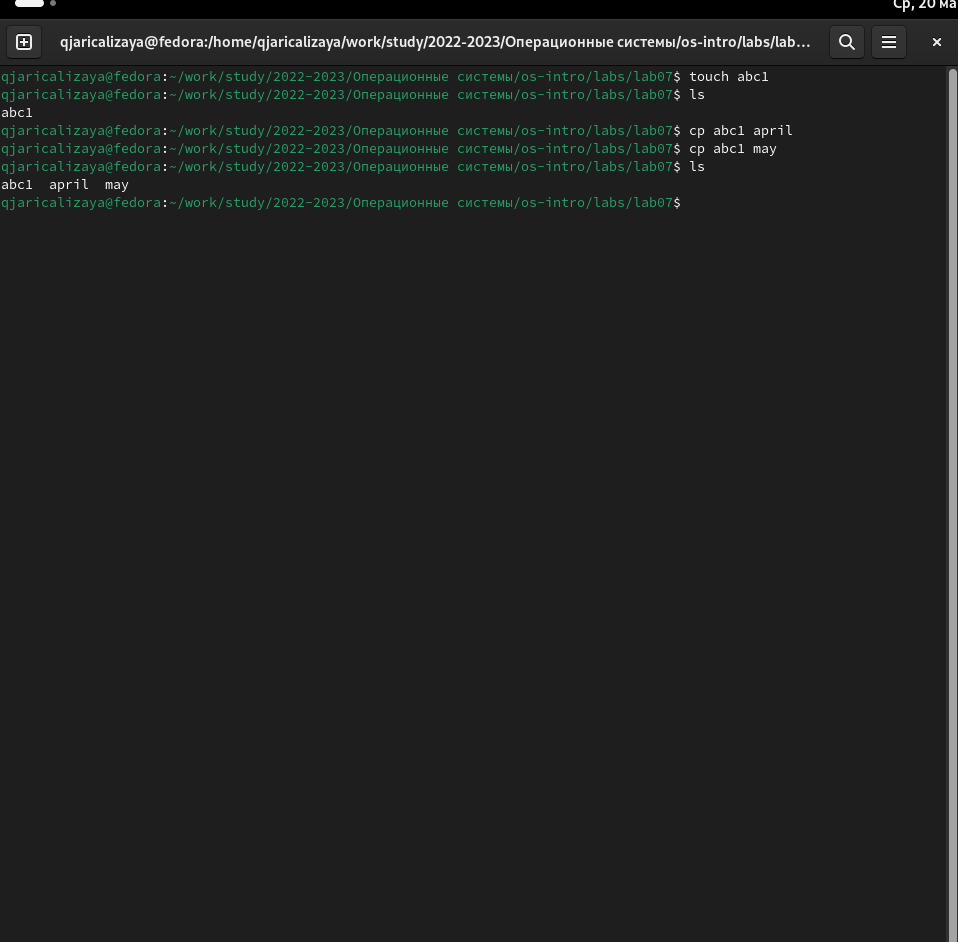 Ср, 20 ма
qjaricalizaya@fedora:/home/qjaricalizaya/work/study/2022-2023/Операционные системы/os-intro/labs/lab...
qjaricalizaya@fedora:~/work/study/2022-2023/Операционные системы/os-intro/labs/lab07$ touch abc1
qjaricalizaya@fedora:~/work/study/2022-2023/Операционные системы/os-intro/labs/lab07$ ls
abc1
qjaricalizaya@fedora:~/work/study/2022-2023/Операционные системы/os-intro/labs/lab07$ cp abc1 april
qjaricalizaya@fedora:~/work/study/2022-2023/Операционные системы/os-intro/labs/lab07$ cp abc1 may
qjaricalizaya@fedora:~/work/study/2022-2023/Операционные системы/os-intro/labs/lab07$ ls
abc1  april  may
qjaricalizaya@fedora:~/work/study/2022-2023/Операционные системы/os-intro/labs/lab07$